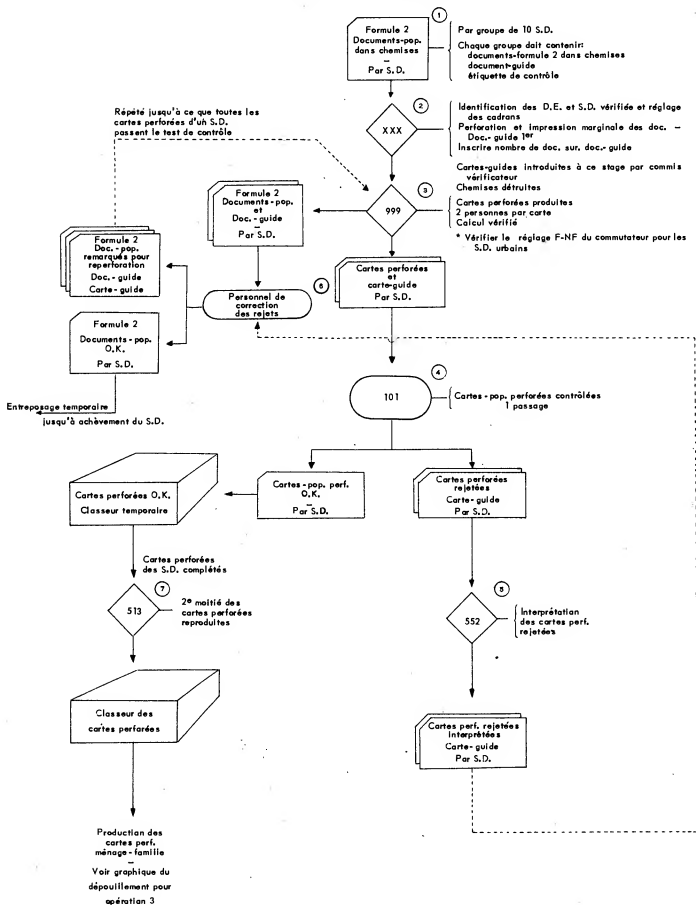 1
Formule 2
Documents-pop.
dans chemises
—
Par S.D.
Par groupe de 10 S.D.
Chaque groupe dait contenir:
documents-formule 2 dans chemises
document-guide
étiquette de contrôle
2
XXX
Identification des D.E. et S.D. vérifiée et réglage
des cadrans
Perforation et impression marginale des doc. —
Doc.- guide 1er
Inscrire nombre de doc. sur. doc.- guide
Répété jusqu'à ce que toutes les
cartes perforées d'un S.D.
passent le test de contrôle
Cartes-guides introduites à ce stage par commis
vérificateur
Chemises détruites
3
999
Cartes perforées produites
2 personnes par carte
Calcul vérifié
* Vérifier le réglage F-NF du commutateur pour les
S.D. urbains
Formule 2
Documents - pop.
et
Doc. - guide
—
Par S.D.
Formule 2
Doc. - pop.
remarqués pour
reperforation
Doc. - guide
Carte - guide
6
Personnel de
correction
des rejets
Cartes perforées
et
carte-guide
Par S.D.
Formule 2
Documents - pop.
O.K.
Par S.D.
Entreposage temporaire
jusqu'à achèvement du S.D.
4
101
Cartes - pop. perforées contrôlées
1 passage
Cartes perforées O.K.
Classeur temporaire
Cartes - pop. perf.
O.K.
—
Par S.D.
Cartes perforées
rejetées
Carte - guide
Par S.D.
Cartes perforées
des S.D. complétés
7
513
2e moitié des
cartes perforées
reproduites
5
552
Interprétation
des cartes perf.
rejetées
Classeur des
cartes perfarées
Cartes perf. rejetées
interprétées
Carte - guide
Par S.D.
Production des
cartes perf.
ménage - famille
—
Voir graphique du
dépouillement pour
opération 3